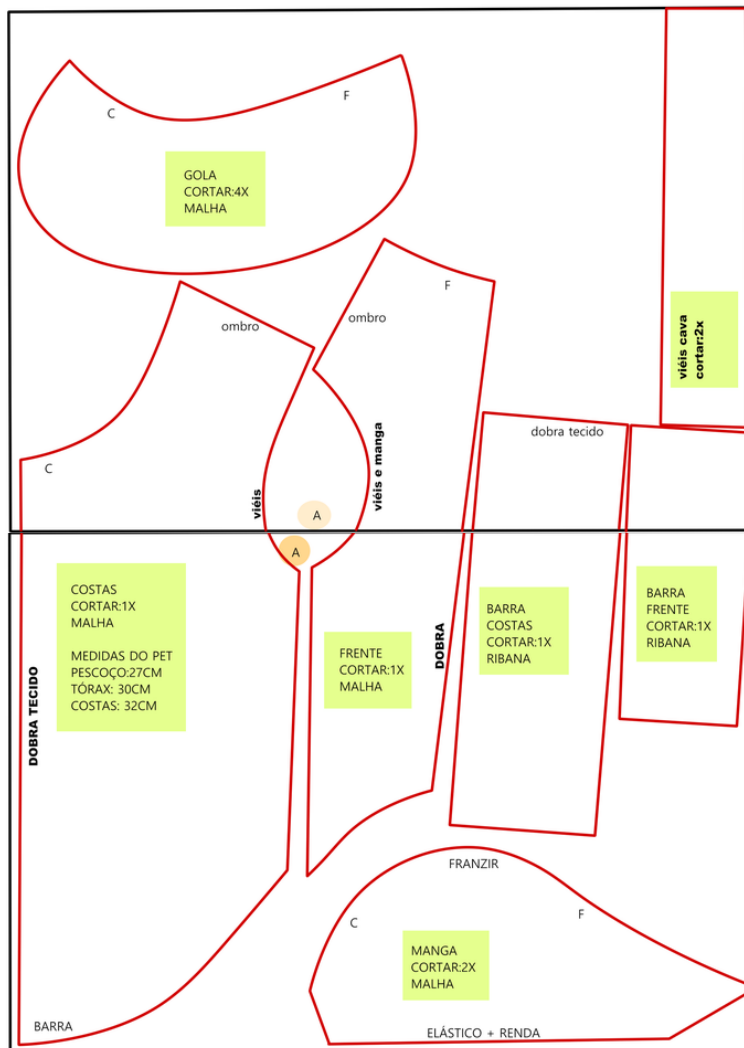 C
F
GOLA
CORTAR:4X
MALHA
F
ombro
ombro
viéis cava
cortar:2x
dobra tecido
C
viéis
viéis e manga
A
A
COSTAS
CORTAR:1X
MALHA
MEDIDAS DO PET
PESCOÇO:27CM
TÓRAX: 30CM
COSTAS: 32CM
DOBRA TECIDO
FRENTE
CORTAR:1X
MALHA
DOBRA
BARRA
COSTAS
CORTAR:1X
RIBANA
BARRA
FRENTE
CORTAR:1X
RIBANA
FRANZIR
C
F
MANGA
CORTAR:2X
MALHA
BARRA
ELÁSTICO + RENDA